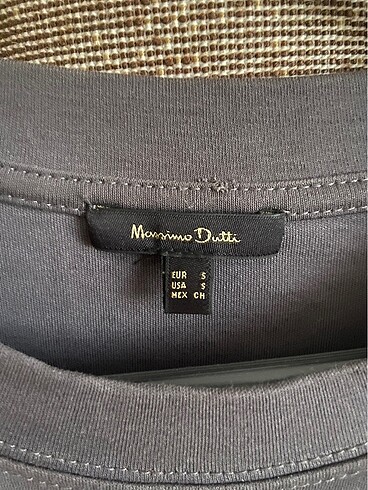 Massimo Dutti
EUR S
USA S
MEX CH